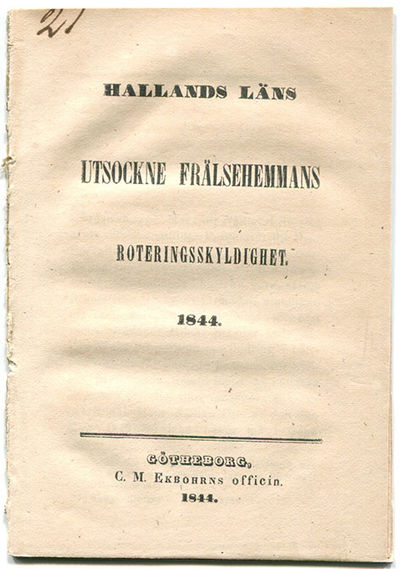 21
HALLANDS LÄNS
UTSOCKNE FRÄLSEHEMMANS
ROTERINGSSKYLDIGHET.
1844.
GÖTHEBORG,
C. M. EKBOHRNS officin.
1844.